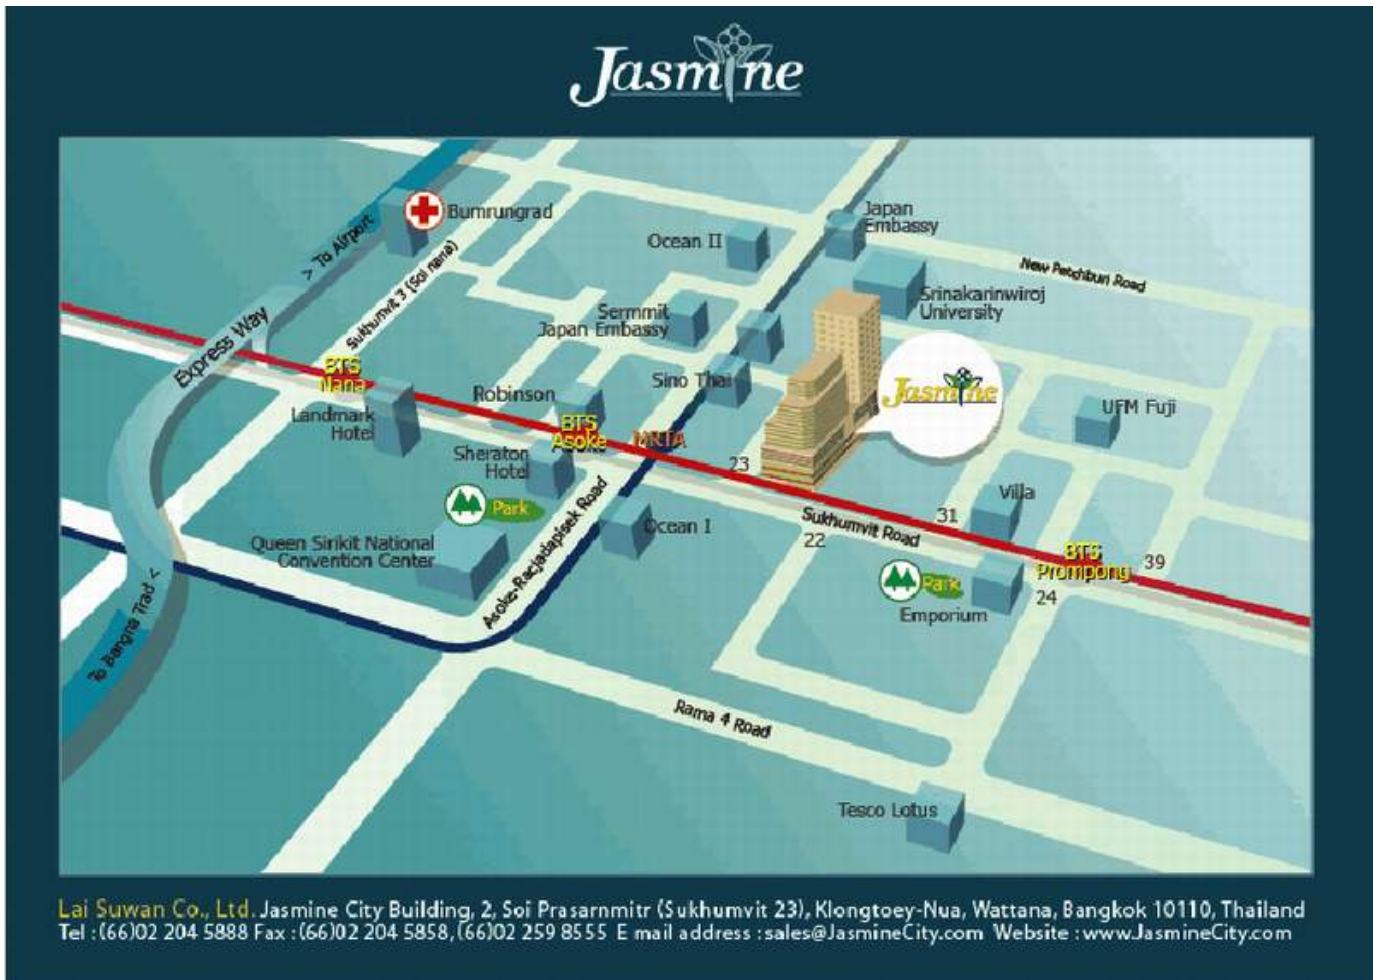 Jasmine
Bumrungrad
> To Airport
Sukhumvit 3 (Soi nana)
Express Way
Ocean II
Japan
Embassy
New Petchburi Road
Srinakarinwiroj
University
Sermmit
Japan Embassy
Sino Thai
Jasmine
UFM Fuji
BTS
Nana
Landmark
Hotel
Robinson
BTS
Asoke
MRTA
Sheraton
Hotel
23
Park
Queen Sirikit National
Convention Center
Asoke-Racjadapisek Road
Ocean I
Sukhumvit Road
22
31
Villa
BTS
Prompong
39
24
Park
Emporium
To Bangna Trad <
Rama 4 Road
Tesco Lotus
Lai Suwan Co., Ltd. Jasmine City Building, 2, Soi Prasarnmitr (Sukhumvit 23), Klongtoey-Nua, Wattana, Bangkok 10110, Thailand
Tel :(66)02 204 5888 Fax :(66)02 204 5858,(66)02 259 8555 E mail address :sales@JasmineCity.com Website :www.JasmineCity.com